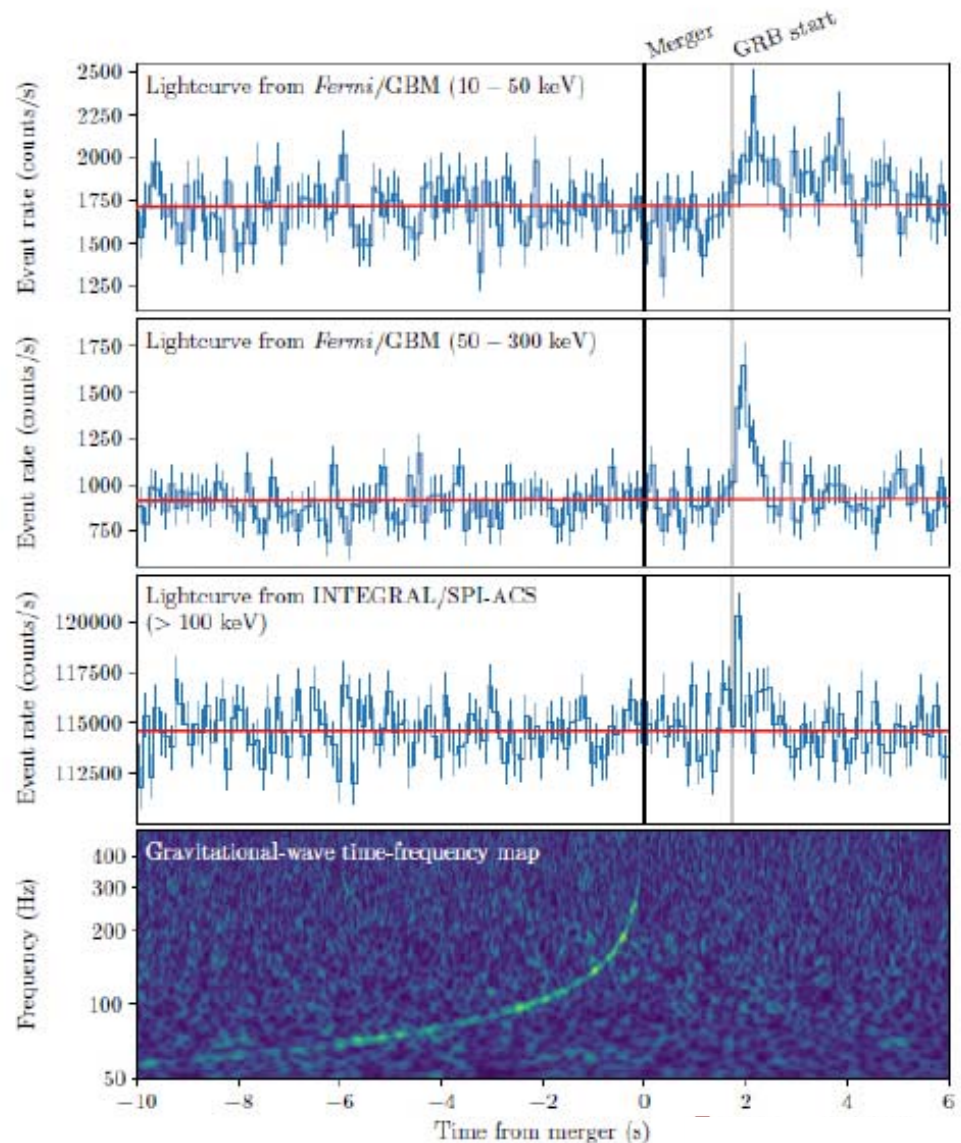 Merger
GRB start
Lightcurve from Fermi/GBM (10 – 50 keV)
Event rate (counts/s)
2500
2250
2000
1750
1500
1250
Lightcurve from Fermi/GBM (50 – 300 keV)
Event rate (counts/s)
1750
1500
1250
1000
750
Lightcurve from INTEGRAL/SPI-ACS
(> 100 keV)
Event rate (counts/s)
120000
117500
115000
112500
Gravitational-wave time-frequency map
Frequency (Hz)
400
300
200
100
50
−10
−8
−6
−4
−2
0
2
4
6
Time from merger (s)